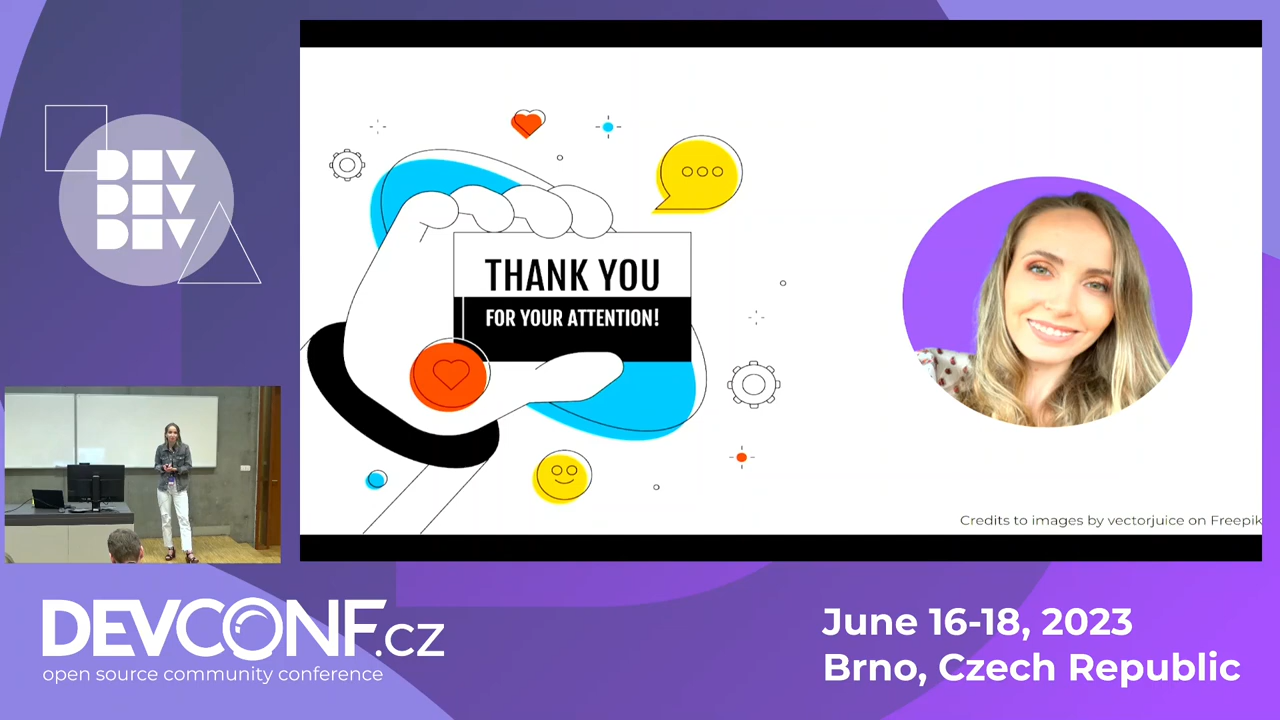 DEV
DEV
DEV
THANK YOU
FOR YOUR ATTENTION!
Credits to images by vectorjuice on Freepik
DEVCONF.cz
open source community conference
June 16-18, 2023
Brno, Czech Republic